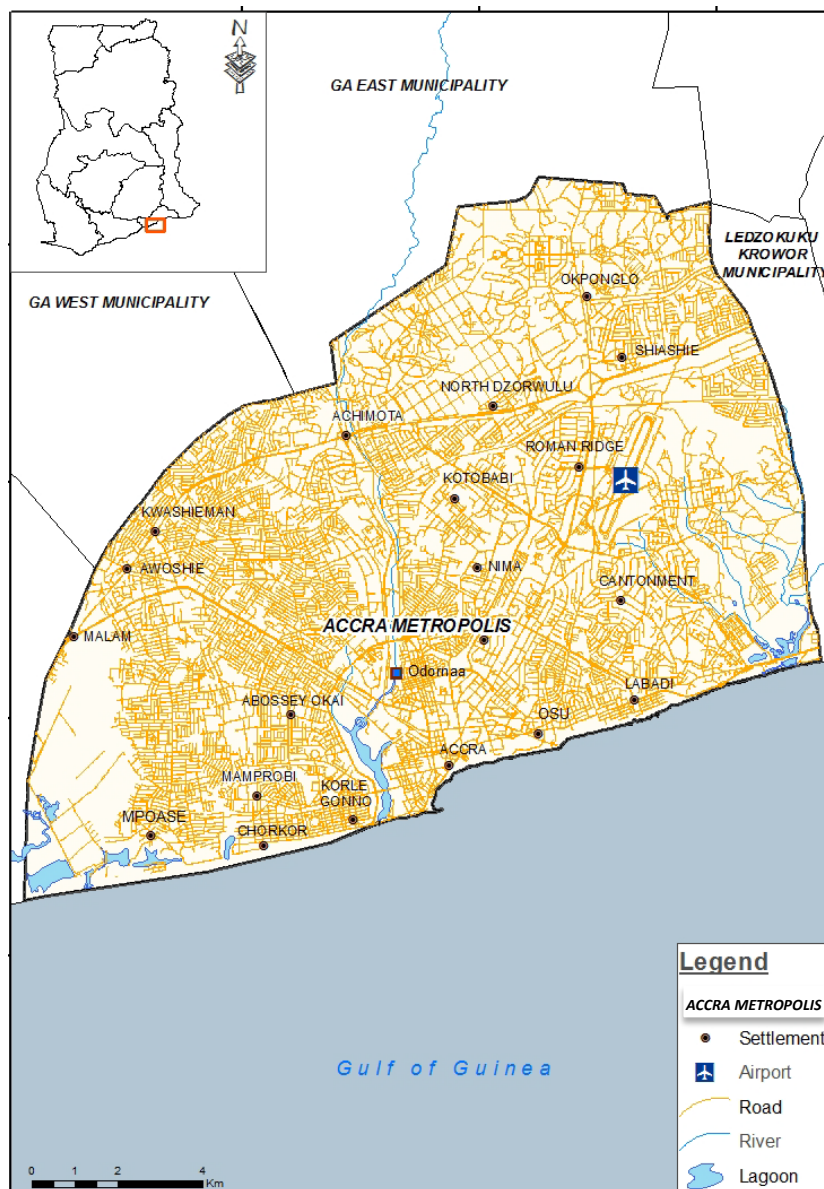 N
GA EAST MUNICIPALITY
LEDZOKUKU
KROWOR
MUNICIPALITY
GA WEST MUNICIPALITY
OKPONGLO
SHIASHIE
NORTH DZORWULU
ACHIMOTA
ROMAN RIDGE
KOTOBABI
KWASHIEMAN
AWOSHIE
NIMA
CANTONMENT
ACCRA METROPOLIS
MALAM
Odornaa
ABOSSEY OKAI
LABADI
OSU
ACCRA
MAMPROBI
KORLE
GONNO
MPOASE
CHORKOR
Gulf of Guinea
Legend
ACCRA METROPOLIS
Settlement
Airport
Road
River
Lagoon
0 1 2 4
Km